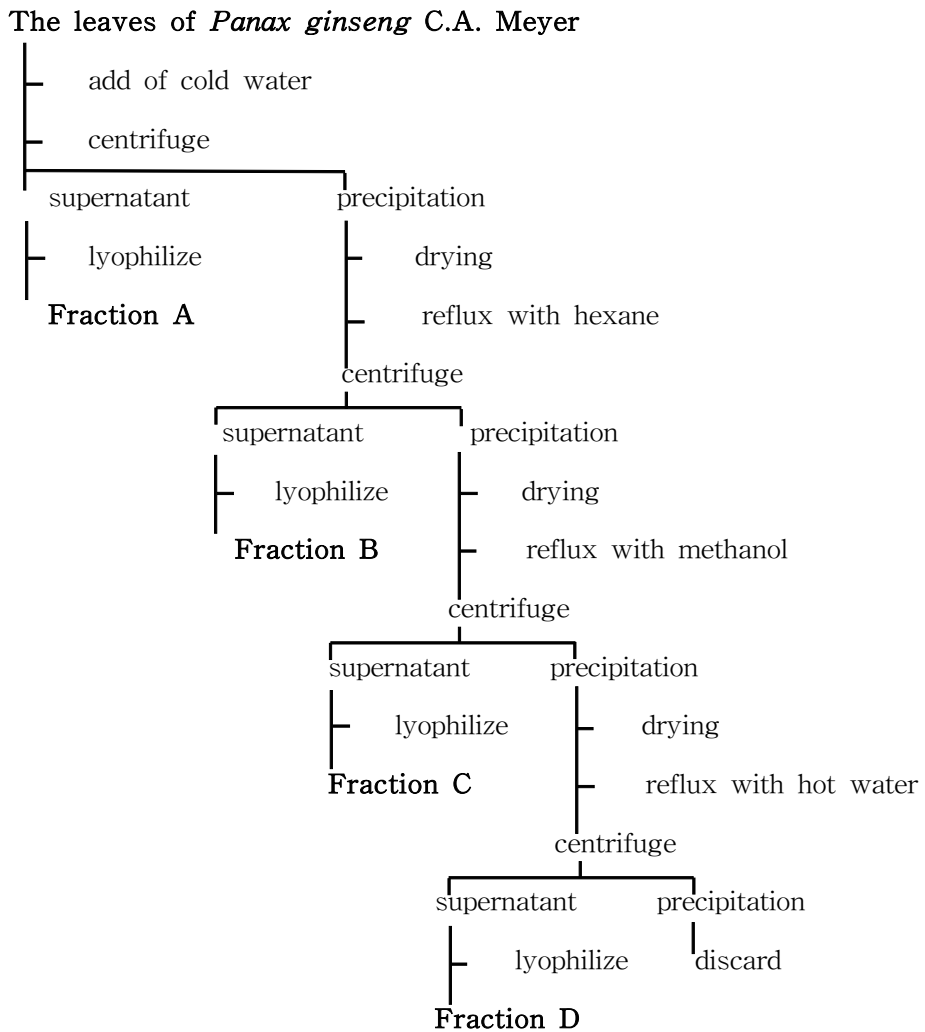 The leaves of Panax ginseng C.A. Meyer
add of cold water
centrifuge
supernatant precipitation
lyophilize drying
Fraction A reflux with hexane
centrifuge
supernatant precipitation
lyophilize drying
Fraction B reflux with methanol
centrifuge
supernatant precipitation
lyophilize drying
Fraction C reflux with hot water
centrifuge
supernatant precipitation
lyophilize discard
Fraction D